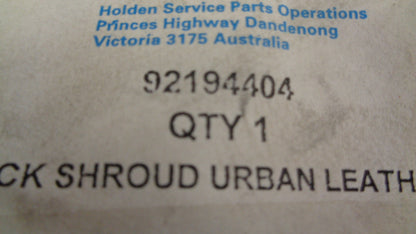 Holden Service Parts Operations
Princes Highway Dandenong
Victoria 3175 Australia
92194404
QTY 1
CK SHROUD URBAN LEATH